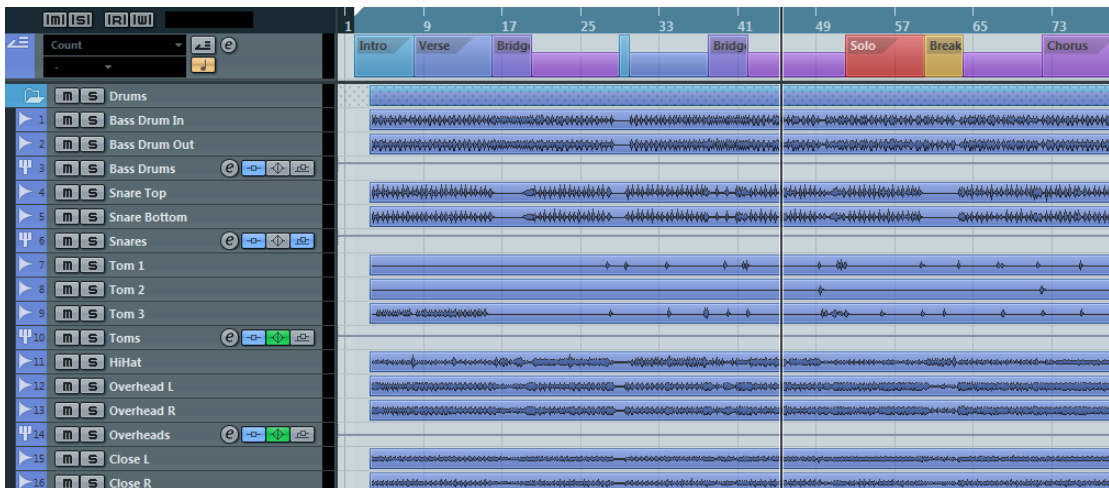 m S R W
1 9 17 25 33 41 49 57 65 73
Count e
-
Intro Verse Bridge Bridge Solo Break Chorus
m S Drums
1 m S Bass Drum In
2 m S Bass Drum Out
3 m S Bass Drums e
4 m S Snare Top
5 m S Snare Bottom
6 m S Snares e
7 m S Tom 1
8 m S Tom 2
9 m S Tom 3
10 m S Toms e
11 m S HiHat
12 m S Overhead L
13 m S Overhead R
14 m S Overheads e
15 m S Close L
16 m S Close R